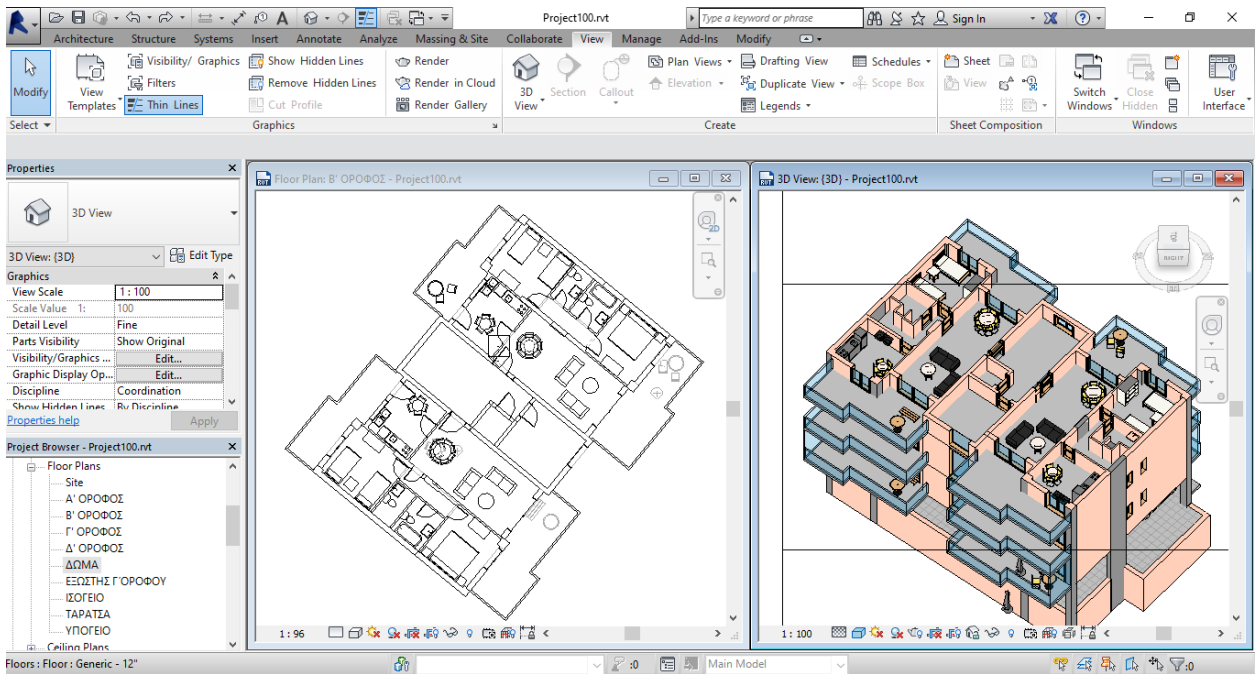 Project100.rvt
Type a keyword or phrase
Sign In
Architecture Structure Systems Insert Annotate Analyze Massing & Site Collaborate View Manage Add-Ins Modify
Modify
View Templates
Visibility/ Graphics
Filters
Thin Lines
Show Hidden Lines
Remove Hidden Lines
Cut Profile
Render
Render in Cloud
Render Gallery
3D View
Section
Callout
Plan Views
Elevation
Drafting View
Duplicate View
Legends
Schedules
Scope Box
Sheet
View
Switch Windows
Close Hidden
User Interface
Select
Graphics
Create
Sheet Composition
Windows
Properties
3D View
3D View: {3D}
Edit Type
Graphics
View Scale 1 : 100
Scale Value 1: 100
Detail Level Fine
Parts Visibility Show Original
Visibility/Graphics ... Edit...
Graphic Display Op... Edit...
Discipline Coordination
Show Hidden Lines By Discipline
Properties help
Apply
Project Browser - Project100.rvt
Floor Plans
Site
Α' ΟΡΟΦΟΣ
Β' ΟΡΟΦΟΣ
Γ' ΟΡΟΦΟΣ
Δ' ΟΡΟΦΟΣ
ΔΩΜΑ
ΕΞΩΣΤΗΣ Γ΄ΟΡΟΦΟΥ
ΙΣΟΓΕΙΟ
ΤΑΡΑΤΣΑ
ΥΠΟΓΕΙΟ
Ceiling Plans
Floor Plan: Β' ΟΡΟΦΟΣ - Project100.rvt
2D
1 : 96
3D View: {3D} - Project100.rvt
RIGHT
1 : 100
Floors : Floor : Generic - 12"
:0
Main Model
:0